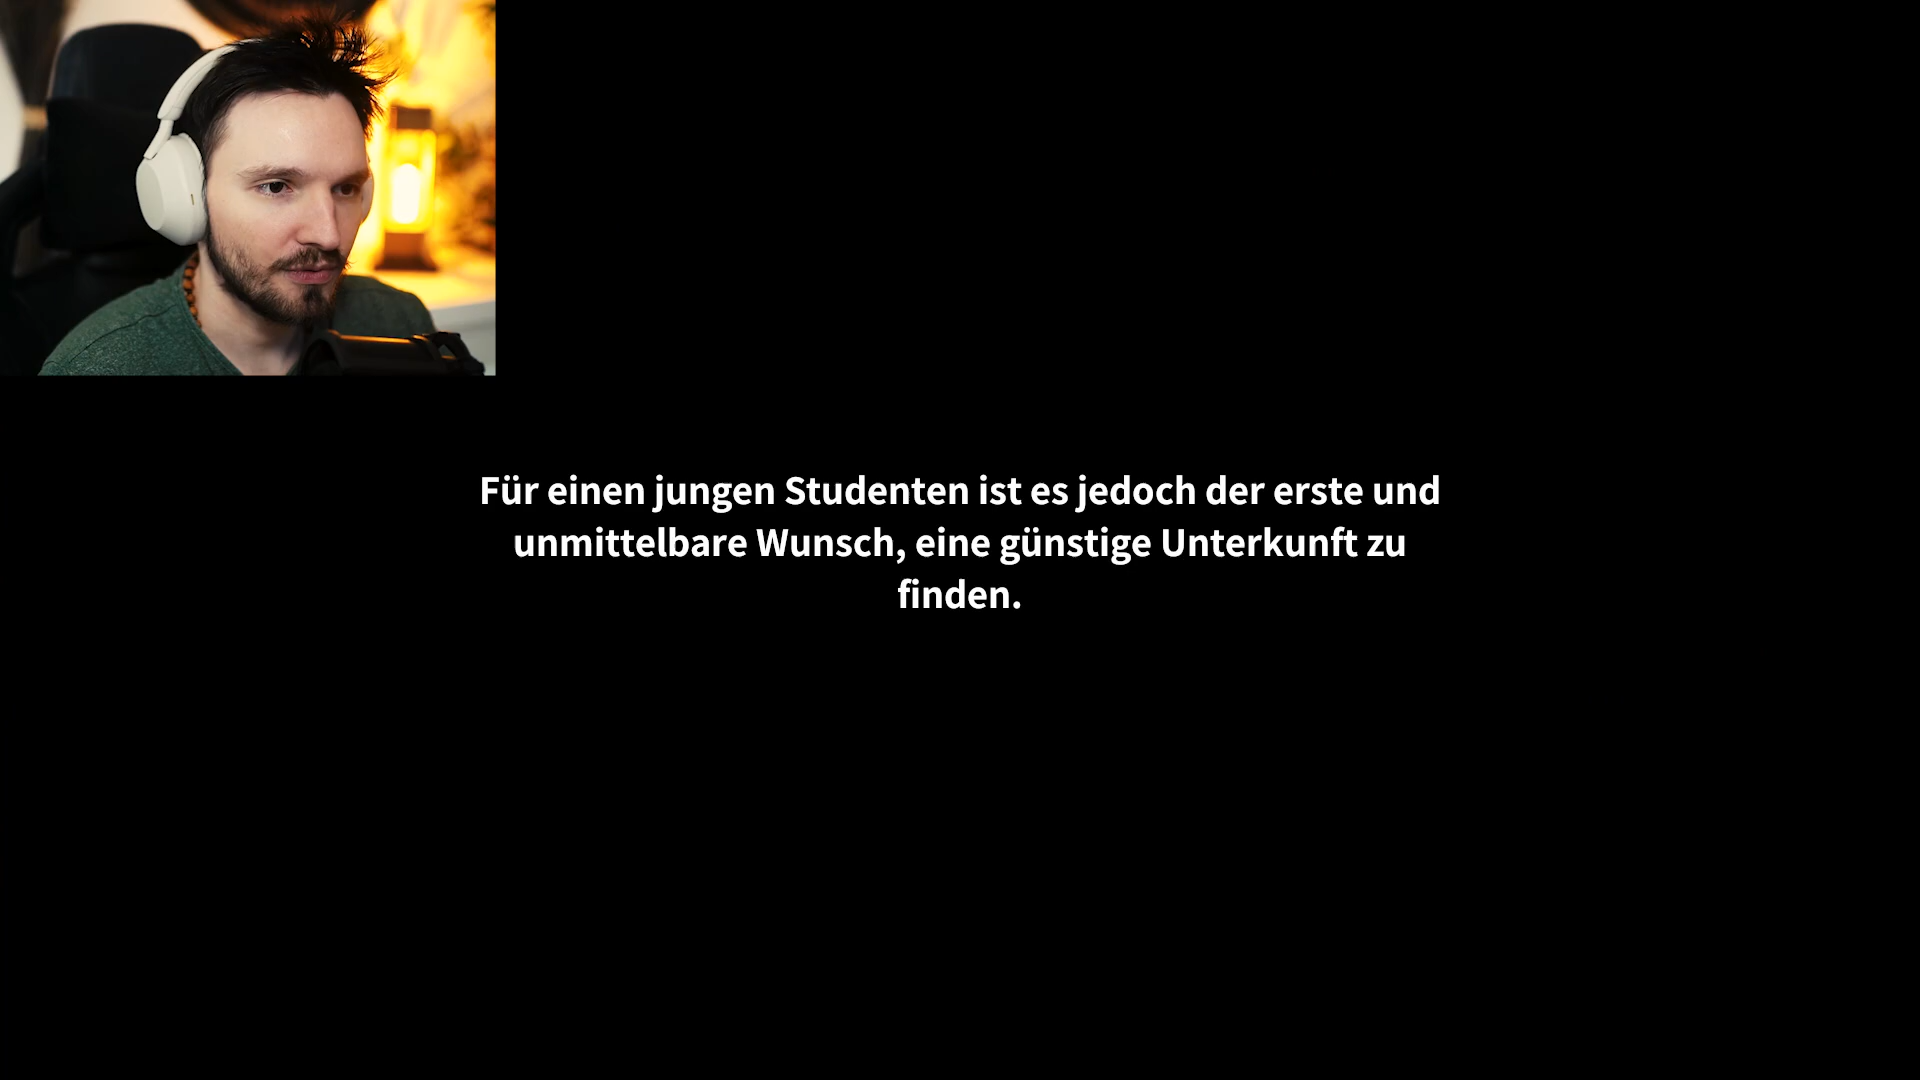 Für einen jungen Studenten ist es jedoch der erste und
unmittelbare Wunsch, eine günstige Unterkunft zu
finden.